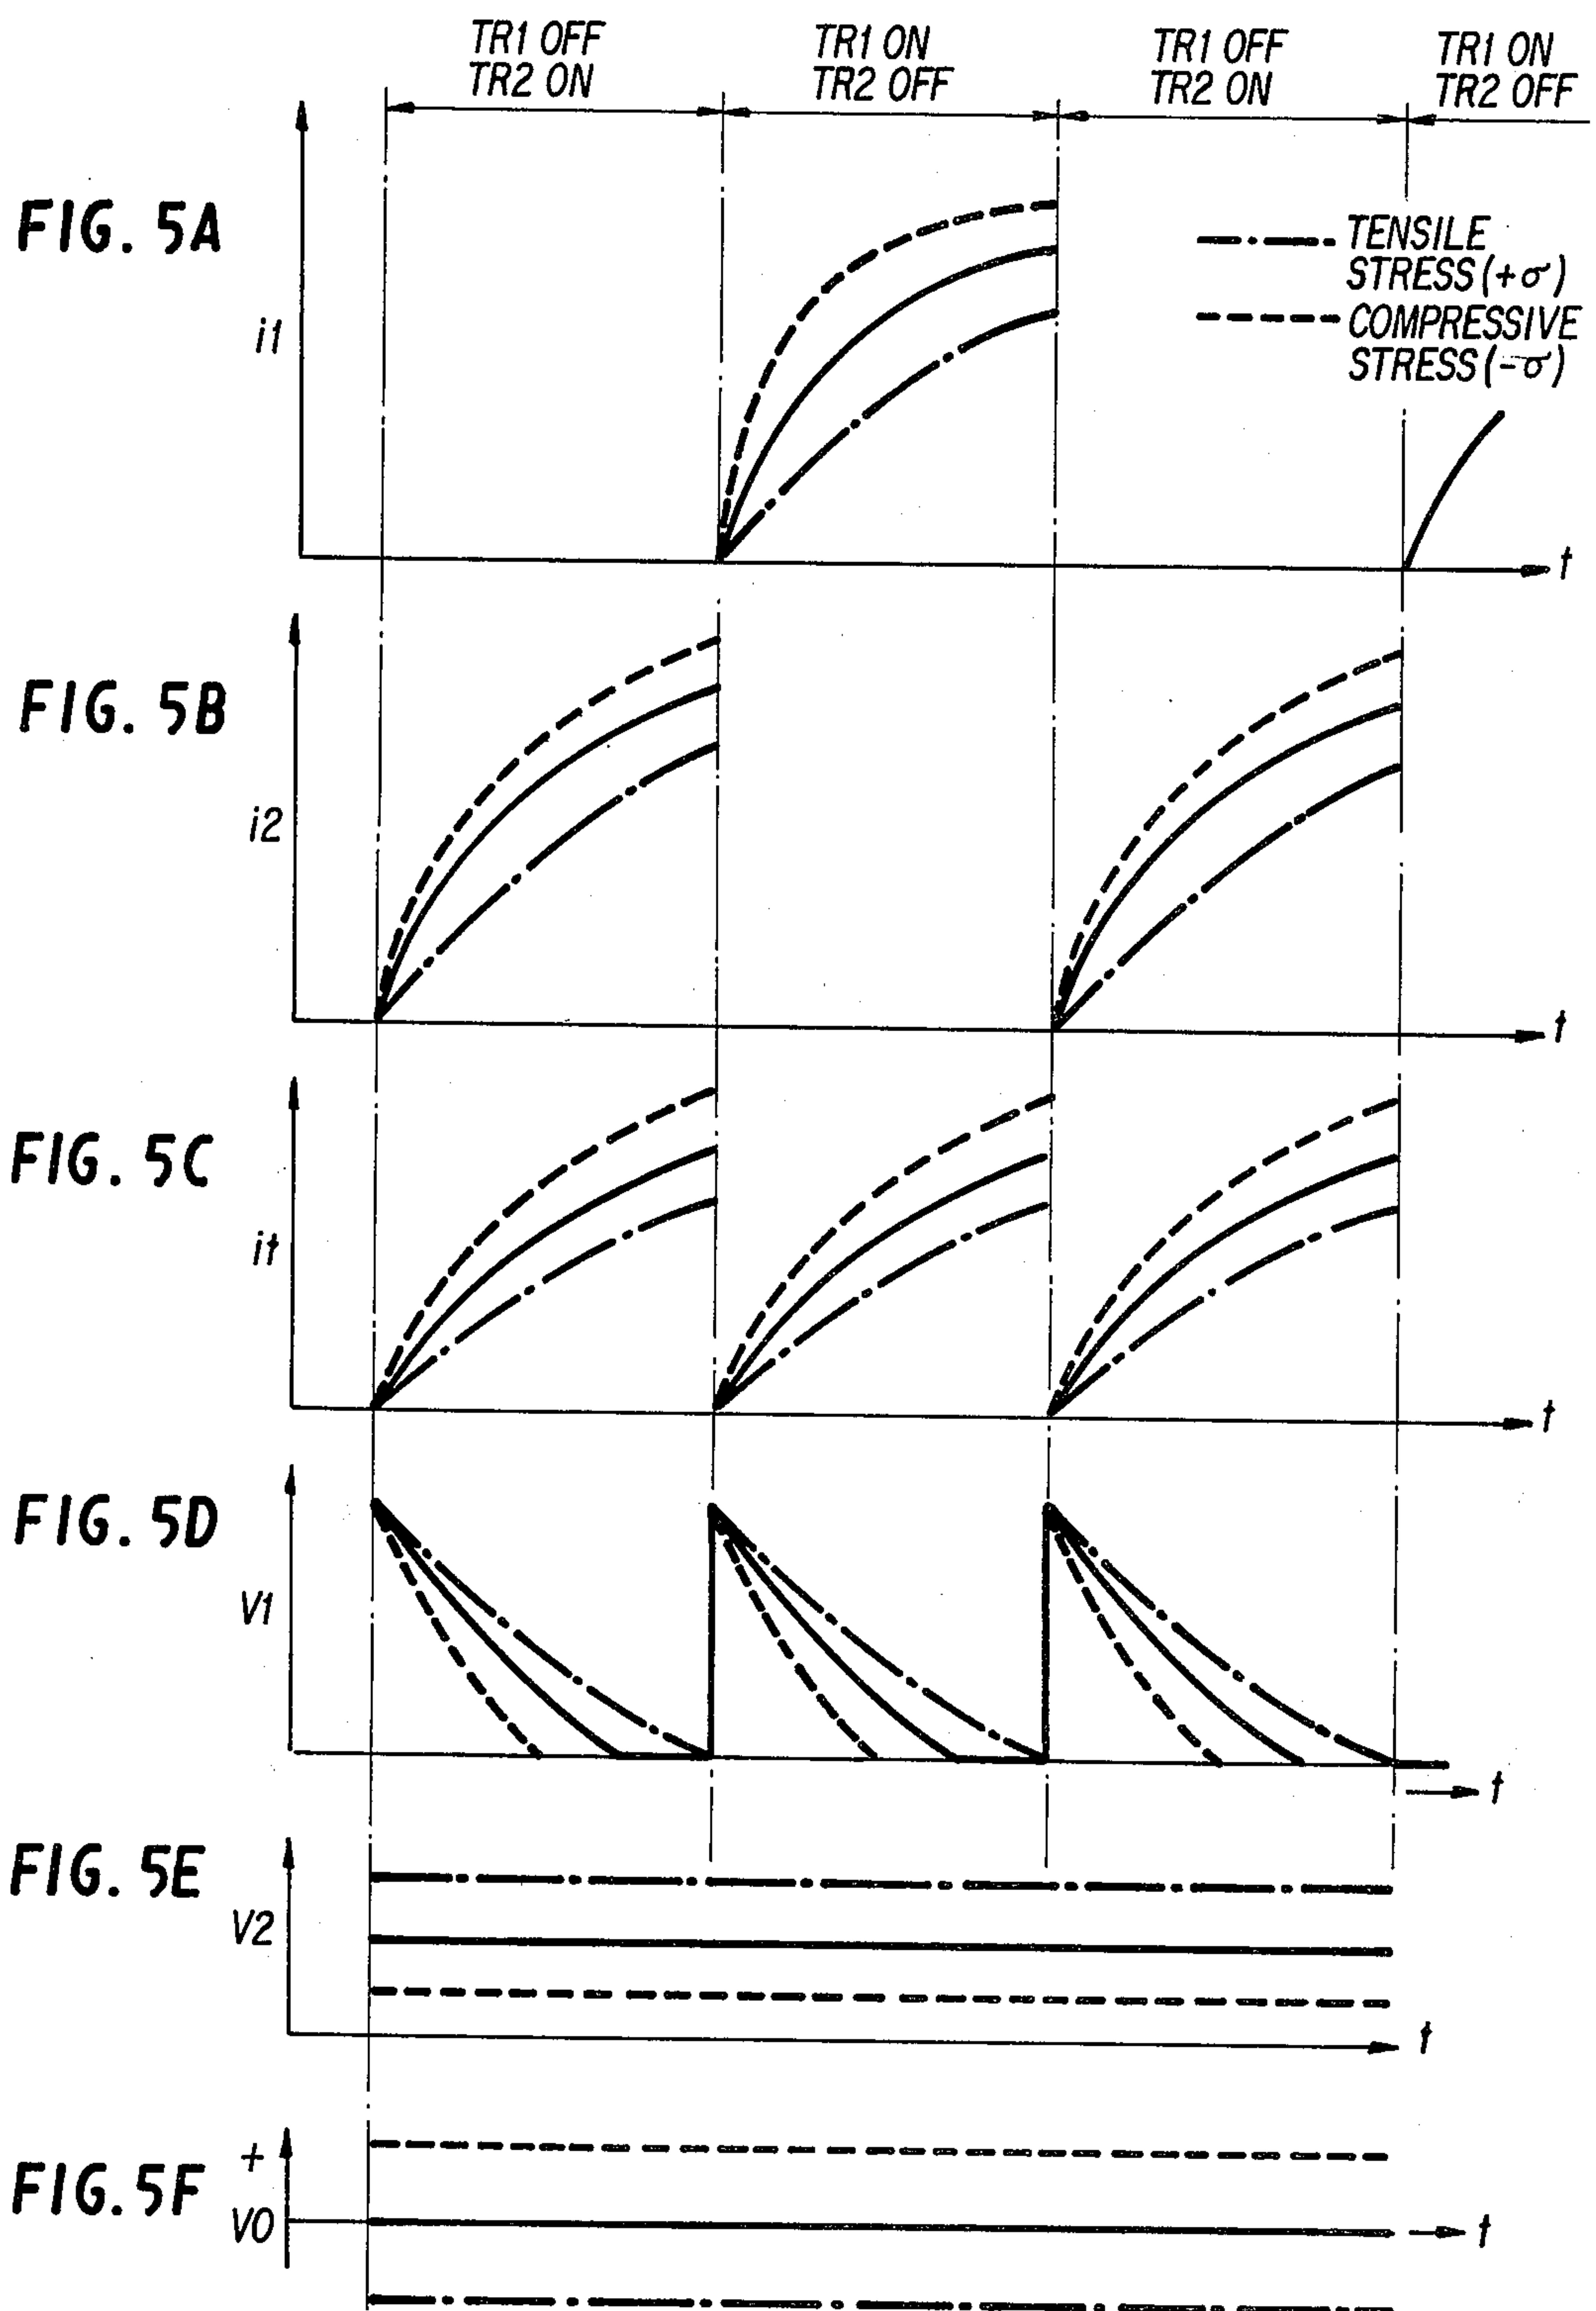 TR1 OFF
TR2 ON
TR1 ON
TR2 OFF
TR1 OFF
TR2 ON
TR1 ON
TR2 OFF
FIG. 5A
i1
TENSILE
STRESS(+σ)
COMPRESSIVE
STRESS(-σ)
t
FIG. 5B
i2
t
FIG. 5C
it
t
FIG. 5D
V1
t
FIG. 5E
V2
t
FIG. 5F
+
V0
t